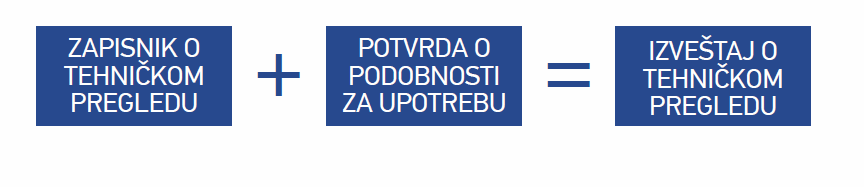 ZAPISNIK O
TEHNIČKOM
PREGLEDU
+
POTVRDA O
PODOBNOSTI
ZA UPOTREBU
=
IZVEŠTAJ O
TEHNIČKOM
PREGLEDU